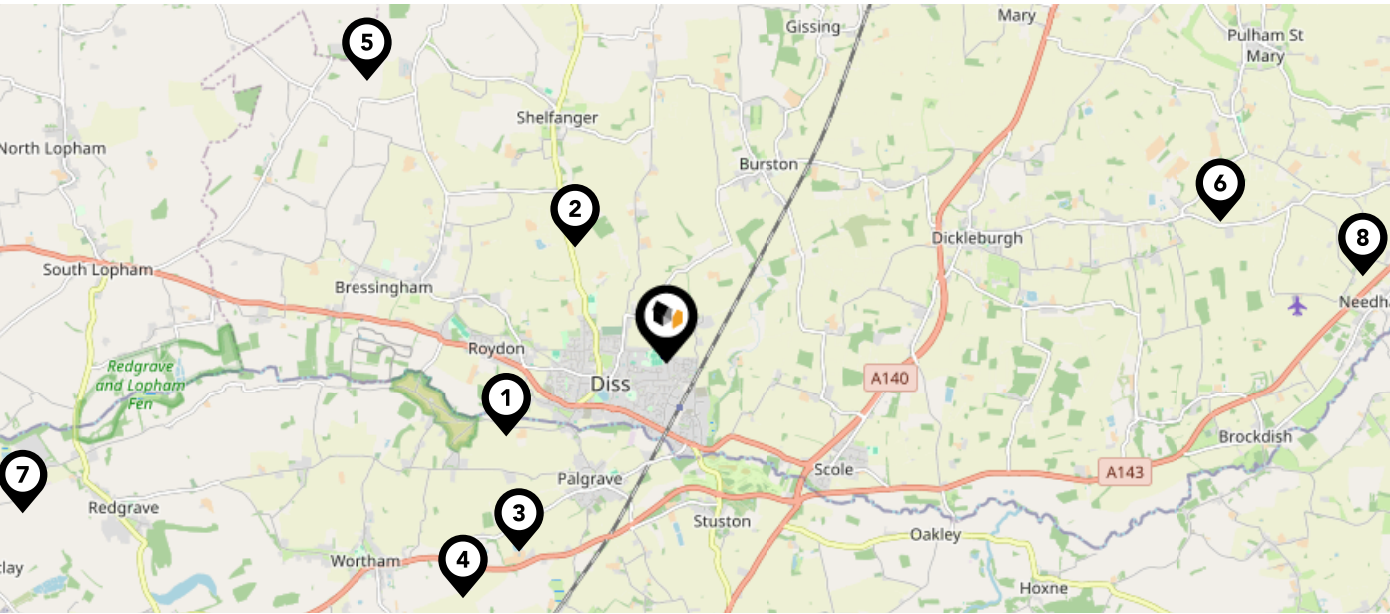 Gissing
Mary
Pulham St
Mary
5
Shelfanger
North Lopham
Burston
6
2
Dickleburgh
8
South Lopham
Bressingham
Needh
Roydon
Redgrave
and Lopham
Fen
Diss
A140
1
Brockdish
Scole
A143
7
Palgrave
Redgrave
3
Stuston
Oakley
Wortham
4
clay
Hoxne